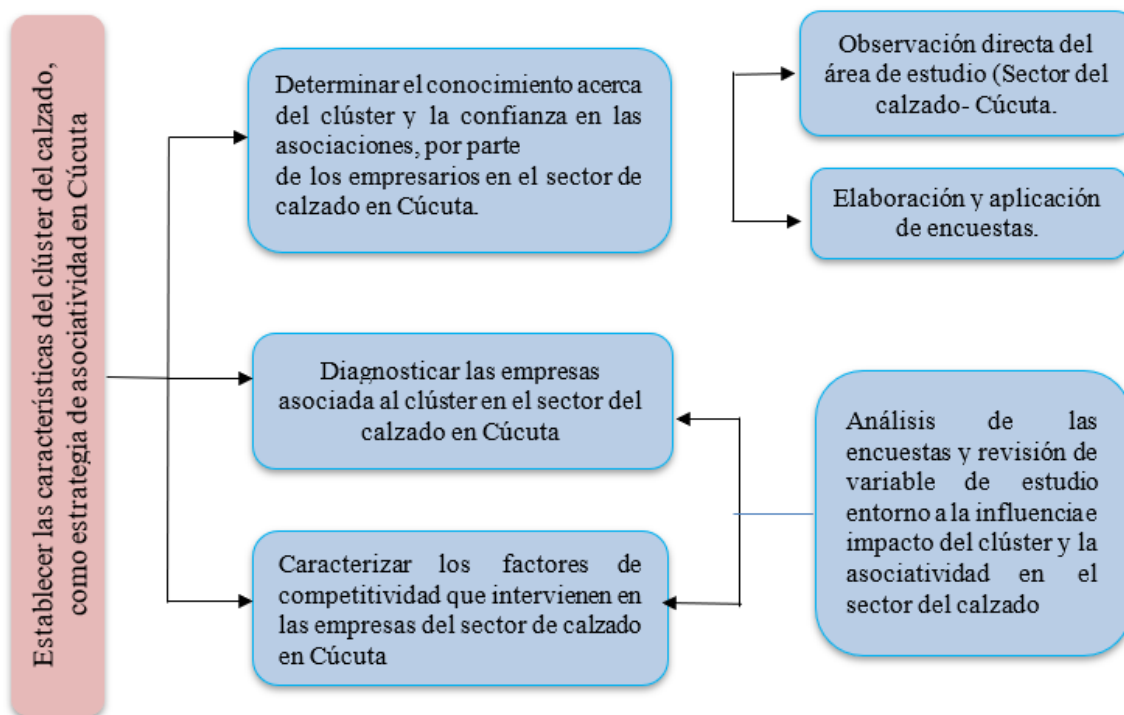 Establecer las características del clúster del calzado,
como estrategia de asociatividad en Cúcuta
Determinar el conocimiento acerca
del clúster y la confianza en las
asociaciones, por parte
de los empresarios en el sector de
calzado en Cúcuta.
Observación directa del
área de estudio (Sector del
calzado- Cúcuta.
Elaboración y aplicación
de encuestas.
Diagnosticar las empresas
asociada al clúster en el sector del
calzado en Cúcuta
Caracterizar los factores de
competitividad que intervienen en
las empresas del sector de calzado
en Cúcuta
Análisis de las
encuestas y revisión de
variable de estudio
entorno a la influencia e
impacto del clúster y la
asociatividad en el
sector del calzado